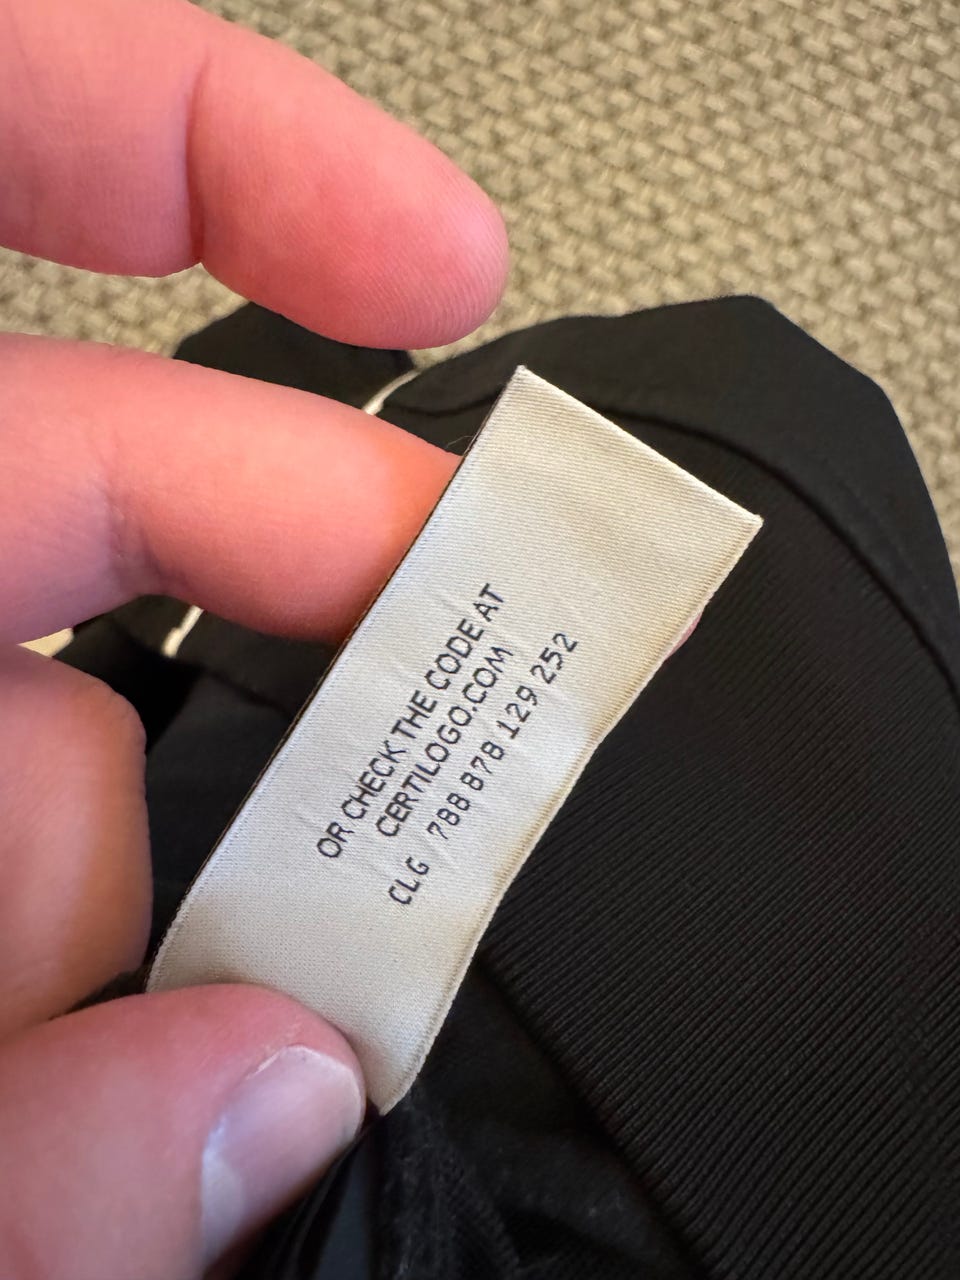 OR CHECK THE CODE AT
CERTILOGO.COM
CLG 788 878 129 252